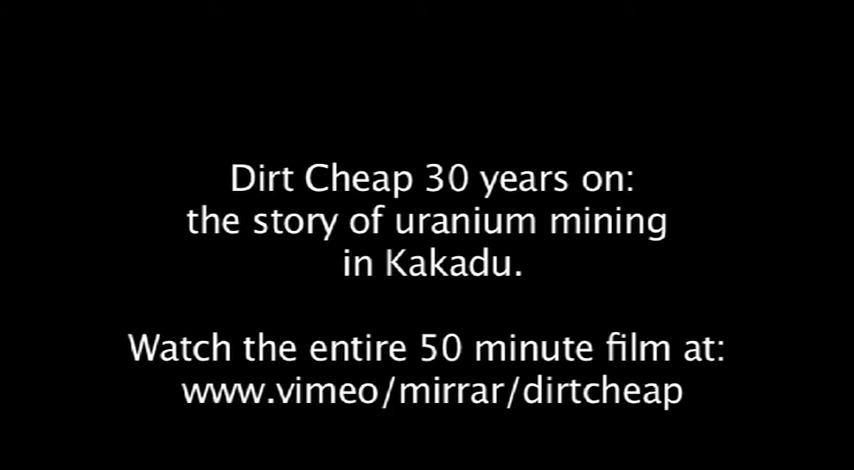 Dirt Cheap 30 years on:
the story of uranium mining
in Kakadu.
Watch the entire 50 minute film at:
www.vimeo/mirrar/dirtcheap